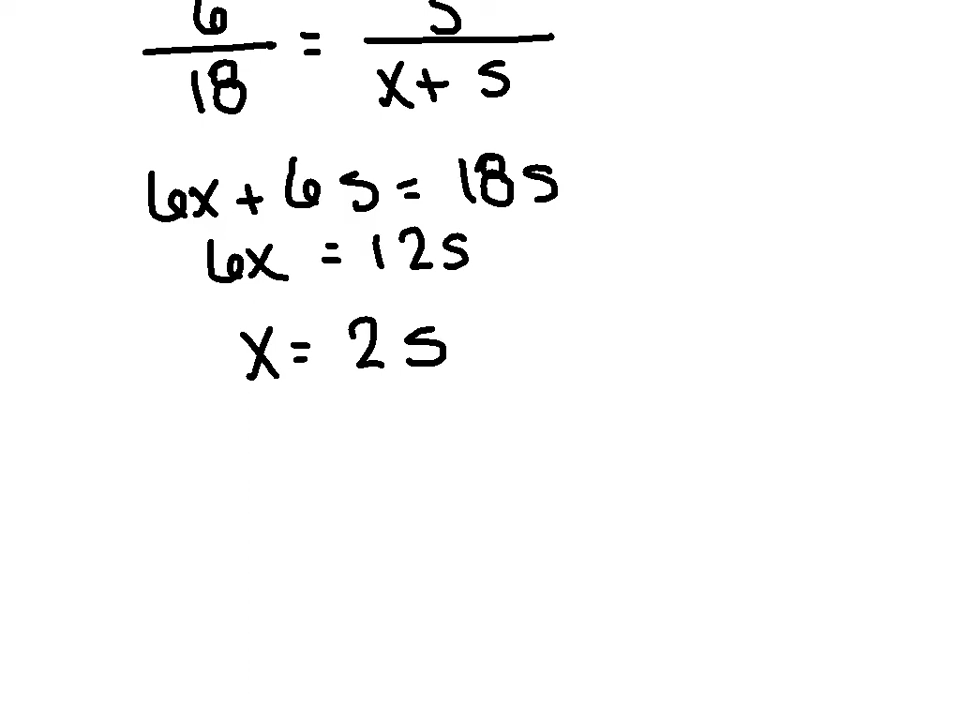 6/18 = s/x+s
6x + 6s = 18s
6x = 12s
x = 2s